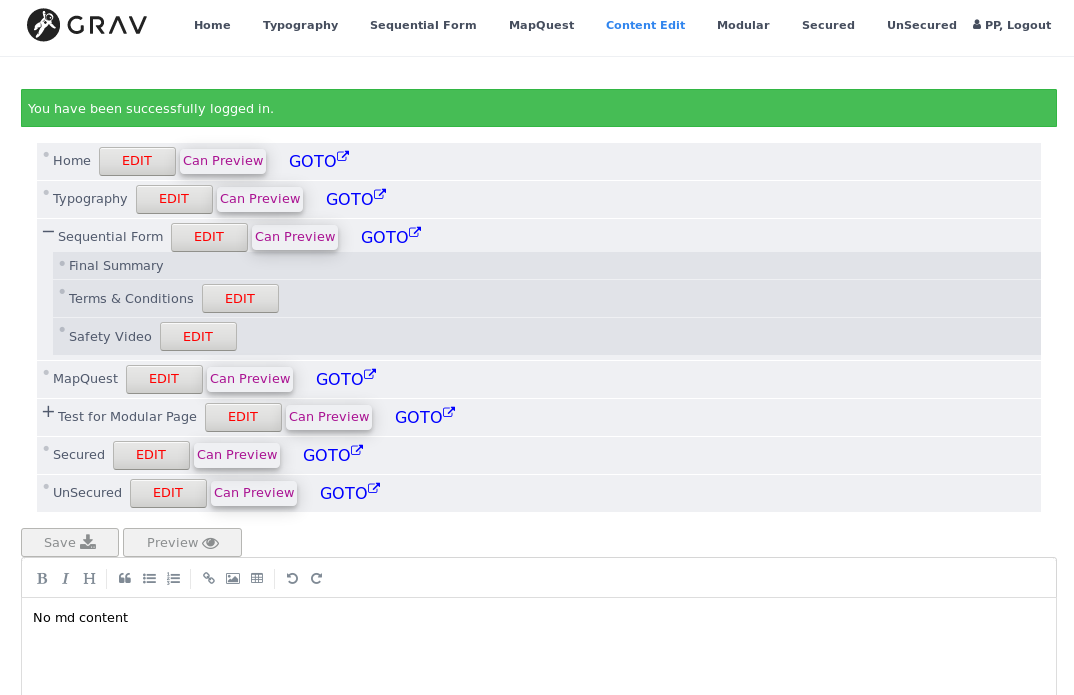 GRAV Home Typography Sequential Form MapQuest Content Edit Modular Secured UnSecured PP, Logout
You have been successfully logged in.
Home EDIT Can Preview GOTO
Typography EDIT Can Preview GOTO
Sequential Form EDIT Can Preview GOTO
Final Summary
Terms & Conditions EDIT
Safety Video EDIT
MapQuest EDIT Can Preview GOTO
Test for Modular Page EDIT Can Preview GOTO
Secured EDIT Can Preview GOTO
UnSecured EDIT Can Preview GOTO
Save Preview
B I H
No md content